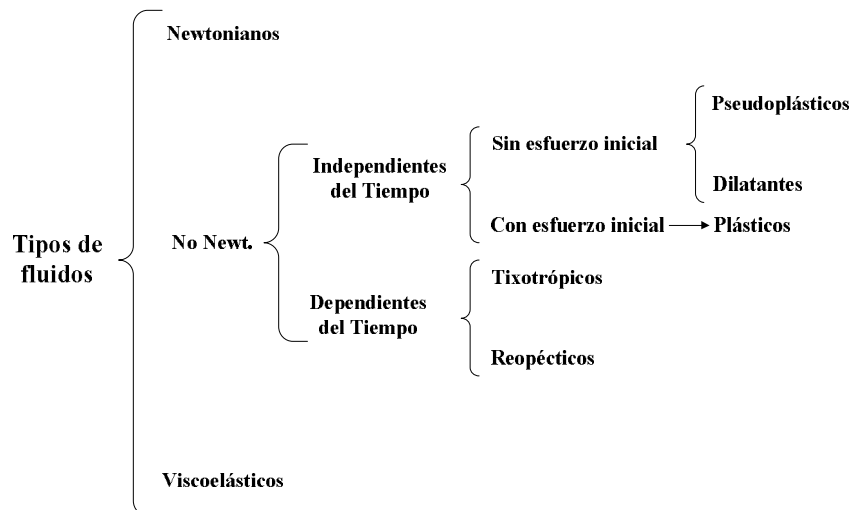 Tipos de
fluidos
Newtonianos
No Newt.
Independientes
del Tiempo
Sin esfuerzo inicial
Pseudoplásticos
Dilatantes
Con esfuerzo inicial
Plásticos
Dependientes
del Tiempo
Tixotrópicos
Reopécticos
Viscoelásticos